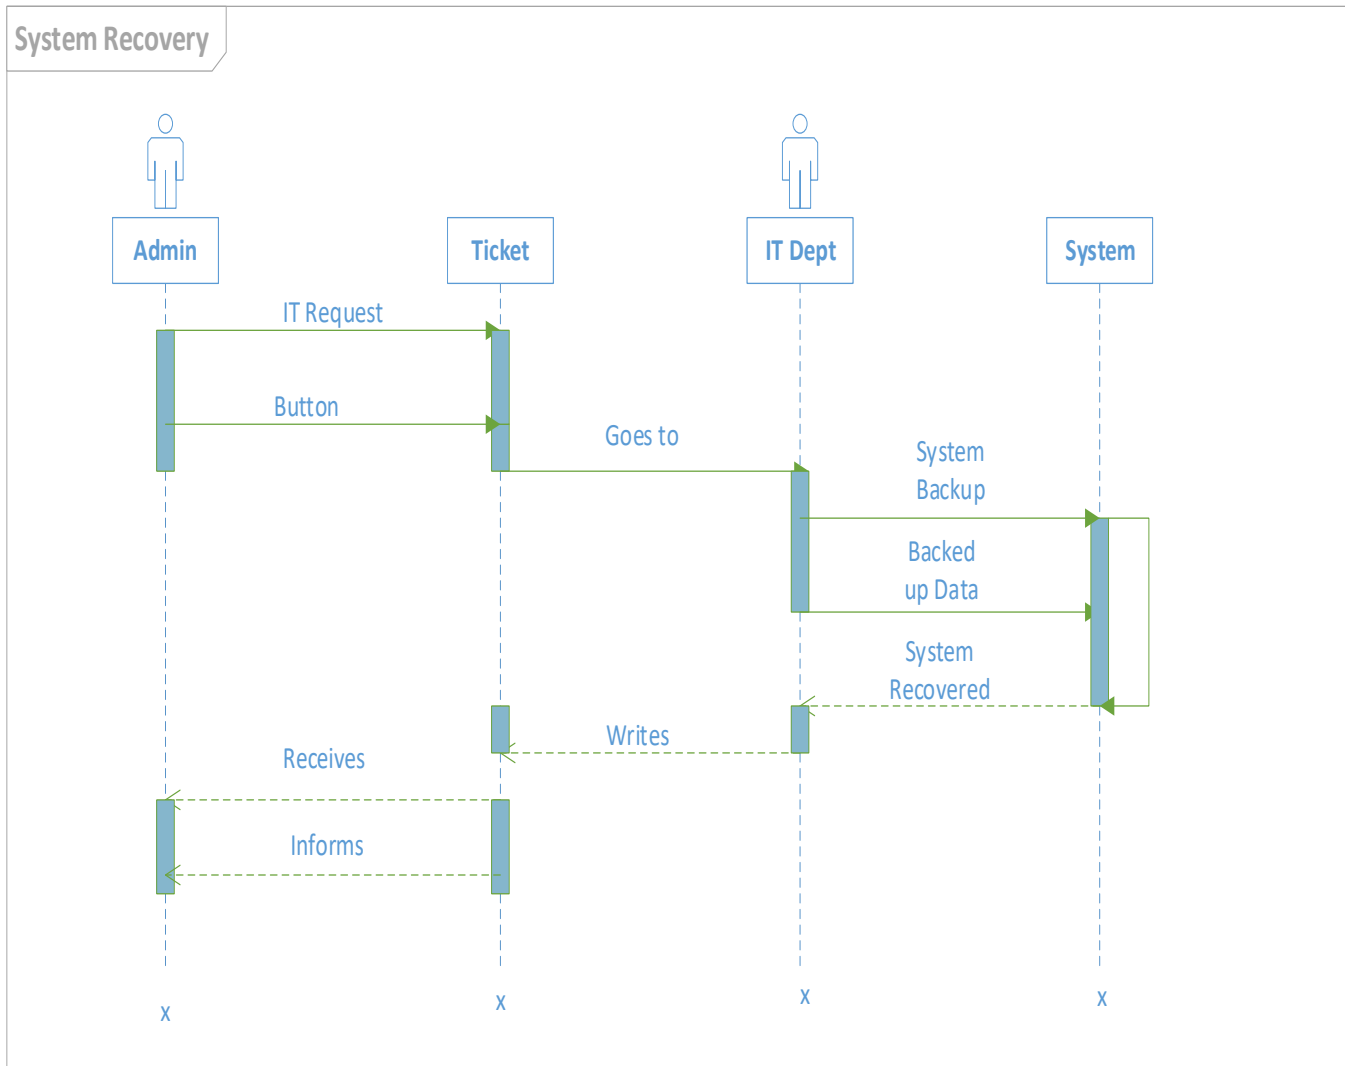 System Recovery
Admin
Ticket
IT Dept
System
IT Request
Button
Goes to
System
Backup
Backed
up Data
System
Recovered
Writes
Receives
Informs
x
x
x
x